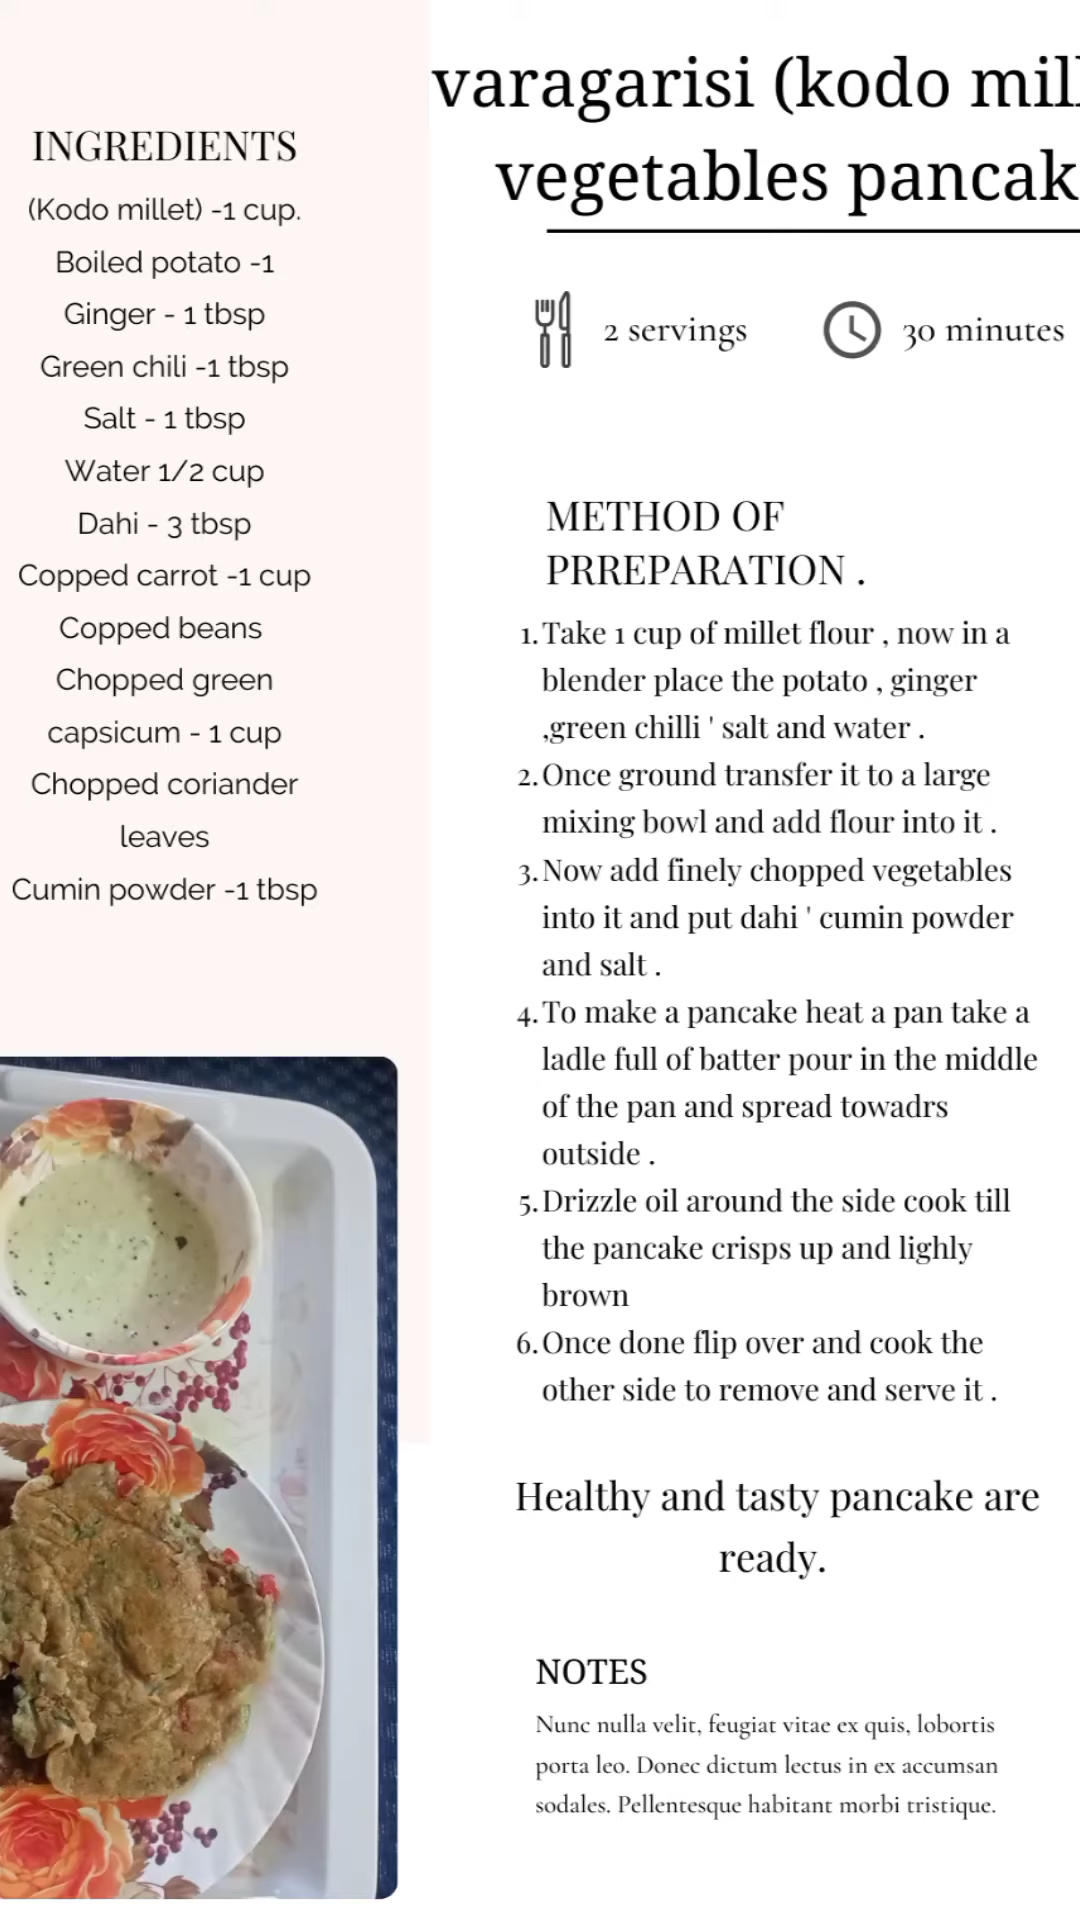 varagarisi (kodo mill
vegetables pancak
2 servings
30 minutes
INGREDIENTS
(Kodo millet) -1 cup.
Boiled potato -1
Ginger - 1 tbsp
Green chili -1 tbsp
Salt - 1 tbsp
Water 1/2 cup
Dahi - 3 tbsp
Copped carrot -1 cup
Copped beans
Chopped green
capsicum - 1 cup
Chopped coriander
leaves
Cumin powder -1 tbsp
METHOD OF
PRREPARATION .
1. Take 1 cup of millet flour , now in a
blender place the potato , ginger
,green chilli ' salt and water .
2. Once ground transfer it to a large
mixing bowl and add flour into it .
3. Now add finely chopped vegetables
into it and put dahi ' cumin powder
and salt .
4. To make a pancake heat a pan take a
ladle full of batter pour in the middle
of the pan and spread towadrs
outside .
5. Drizzle oil around the side cook till
the pancake crisps up and lighly
brown
6. Once done flip over and cook the
other side to remove and serve it .
Healthy and tasty pancake are
ready.
NOTES
Nunc nulla velit, feugiat vitae ex quis, lobortis
porta leo. Donec dictum lectus in ex accumsan
sodales. Pellentesque habitant morbi tristique.